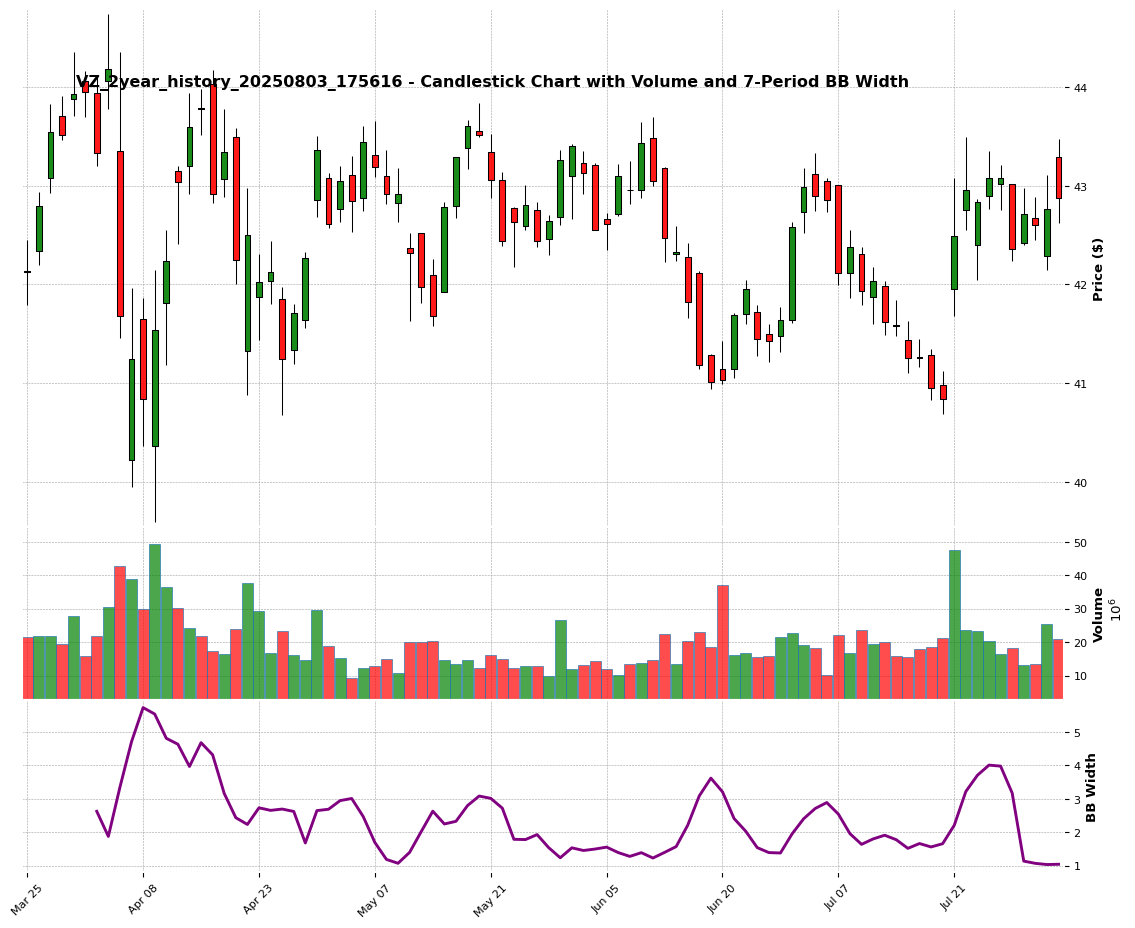 VZ_2year_history_20250803_175616 - Candlestick Chart with Volume and 7-Period BB Width
44
43
42
41
40
Price ($)
50
40
30
20
10
Volume
10^6
5
4
3
2
1
BB Width
Mar 25
Apr 08
Apr 23
May 07
May 21
Jun 05
Jun 20
Jul 07
Jul 21